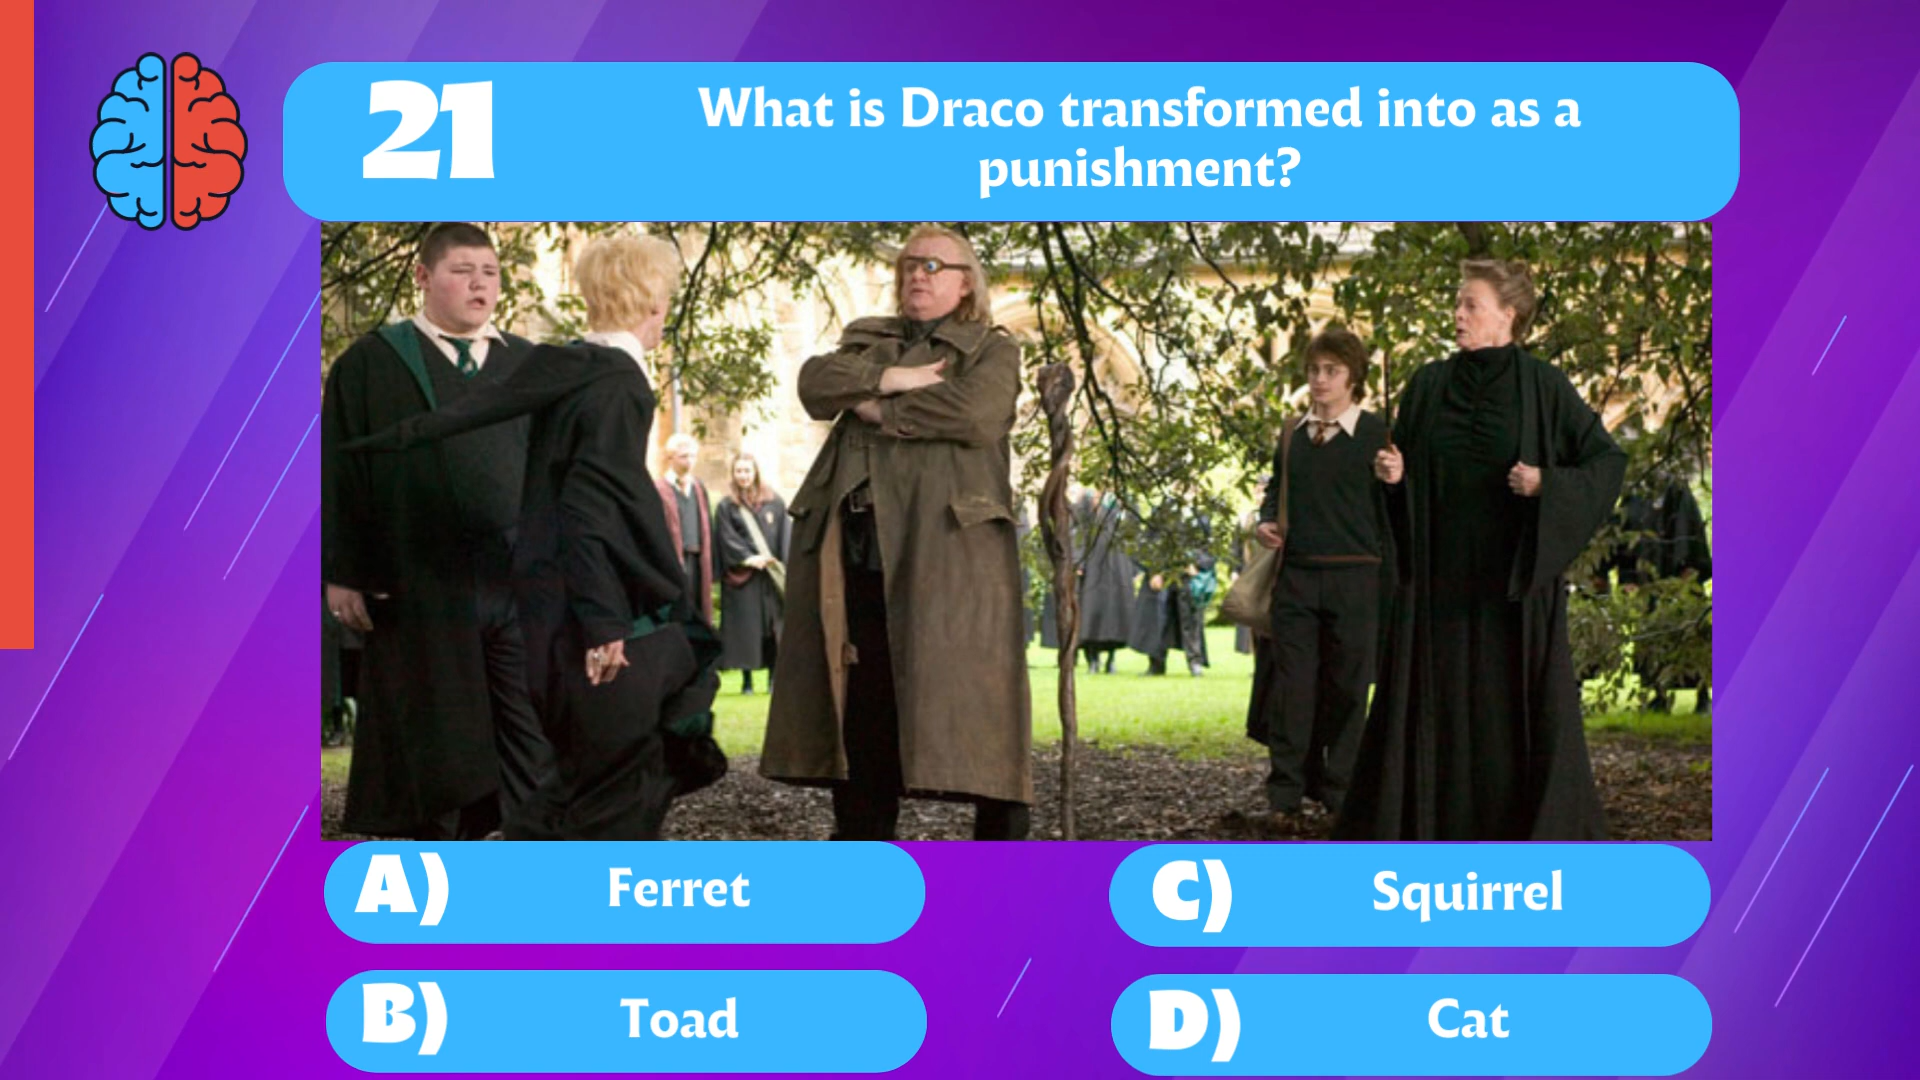 21
What is Draco transformed into as a
punishment?
A) Ferret
C) Squirrel
B) Toad
D) Cat